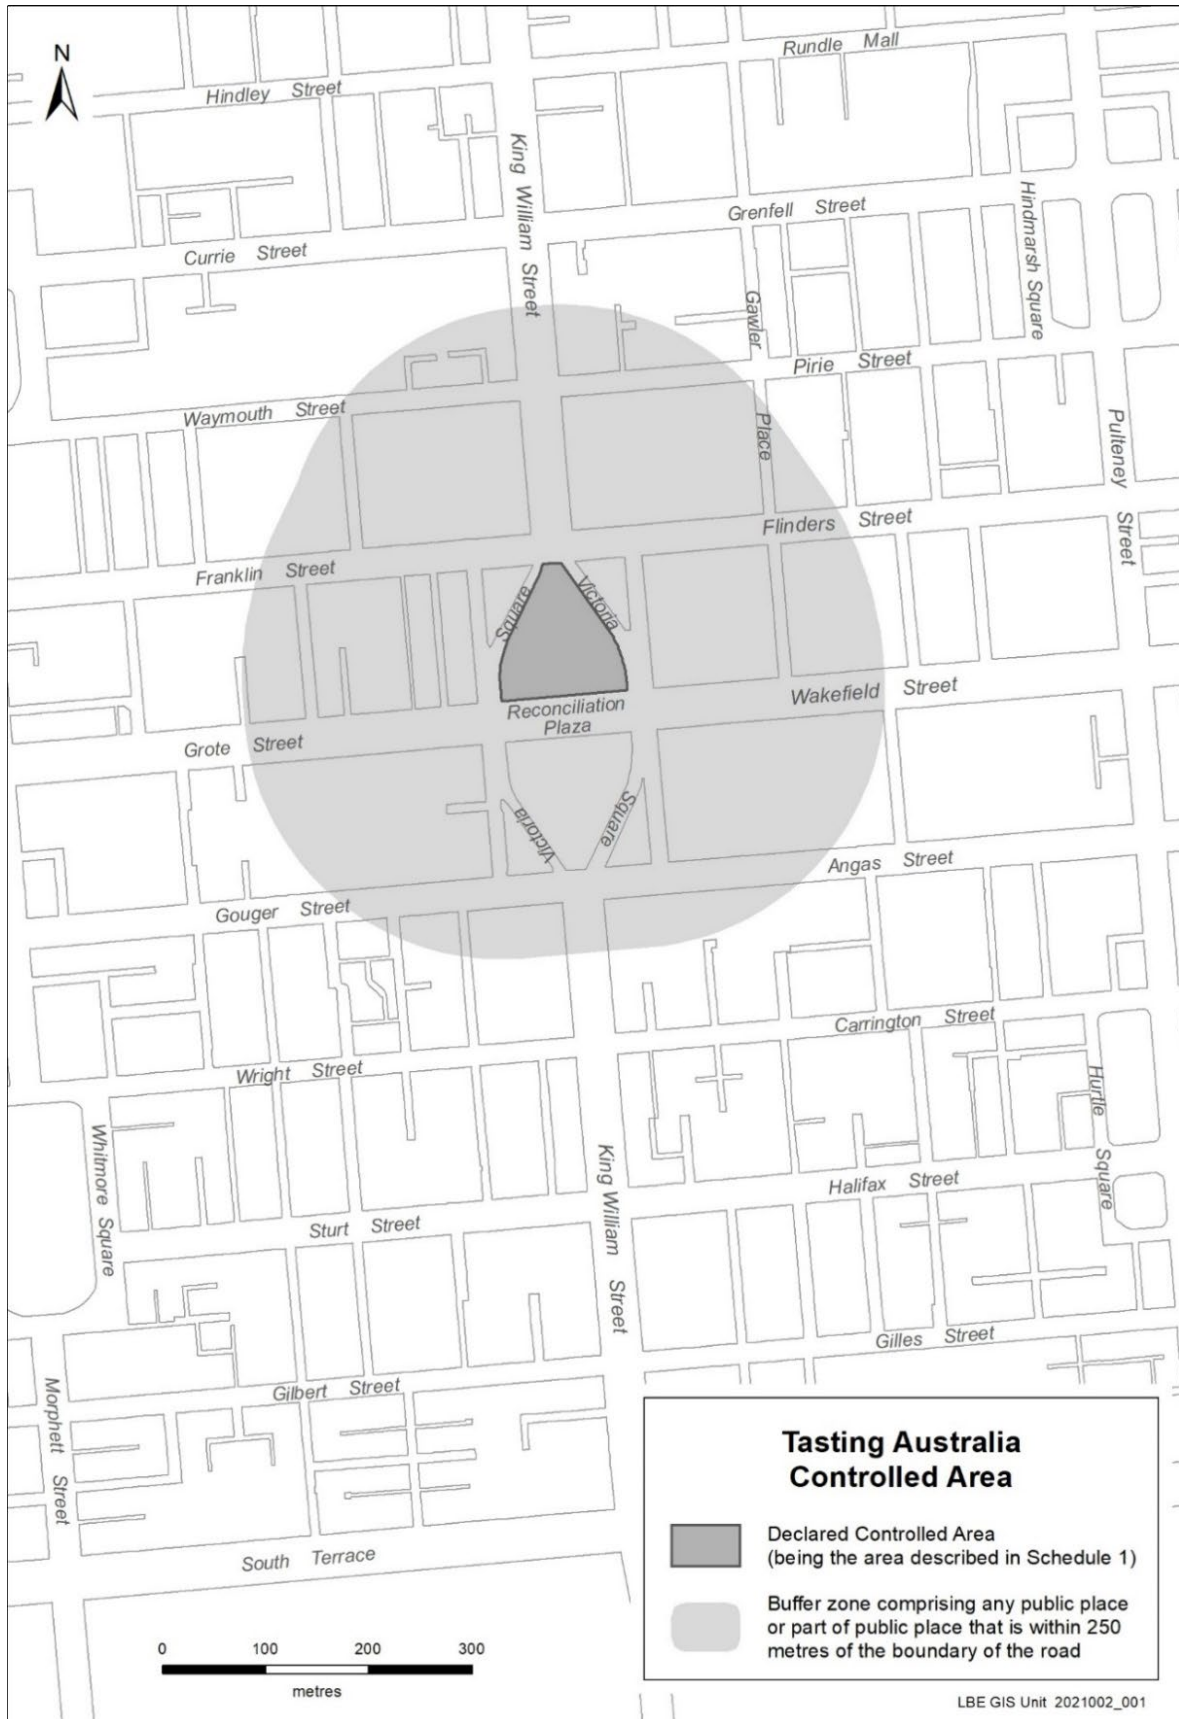 N
Rundle Mall
Hindley Street
King William Street
Hindmarsh Square
Grenfell Street
Currie Street
Gawler Place
Pirie Street
Waymouth Street
Pulteney Street
Flinders Street
Franklin Street
Victoria Square
Wakefield Street
Reconciliation
Plaza
Grote Street
Victoria Square
Angas Street
Gouger Street
Carrington Street
Wright Street
Hurtle Square
Whitmore Square
King William Street
Halifax Street
Sturt Street
Gilles Street
Gilbert Street
Morphett Street
South Terrace
Tasting Australia
Controlled Area
Declared Controlled Area
(being the area described in Schedule 1)
Buffer zone comprising any public place
or part of public place that is within 250
metres of the boundary of the road
0 100 200 300
metres
LBE GIS Unit 2021002_001